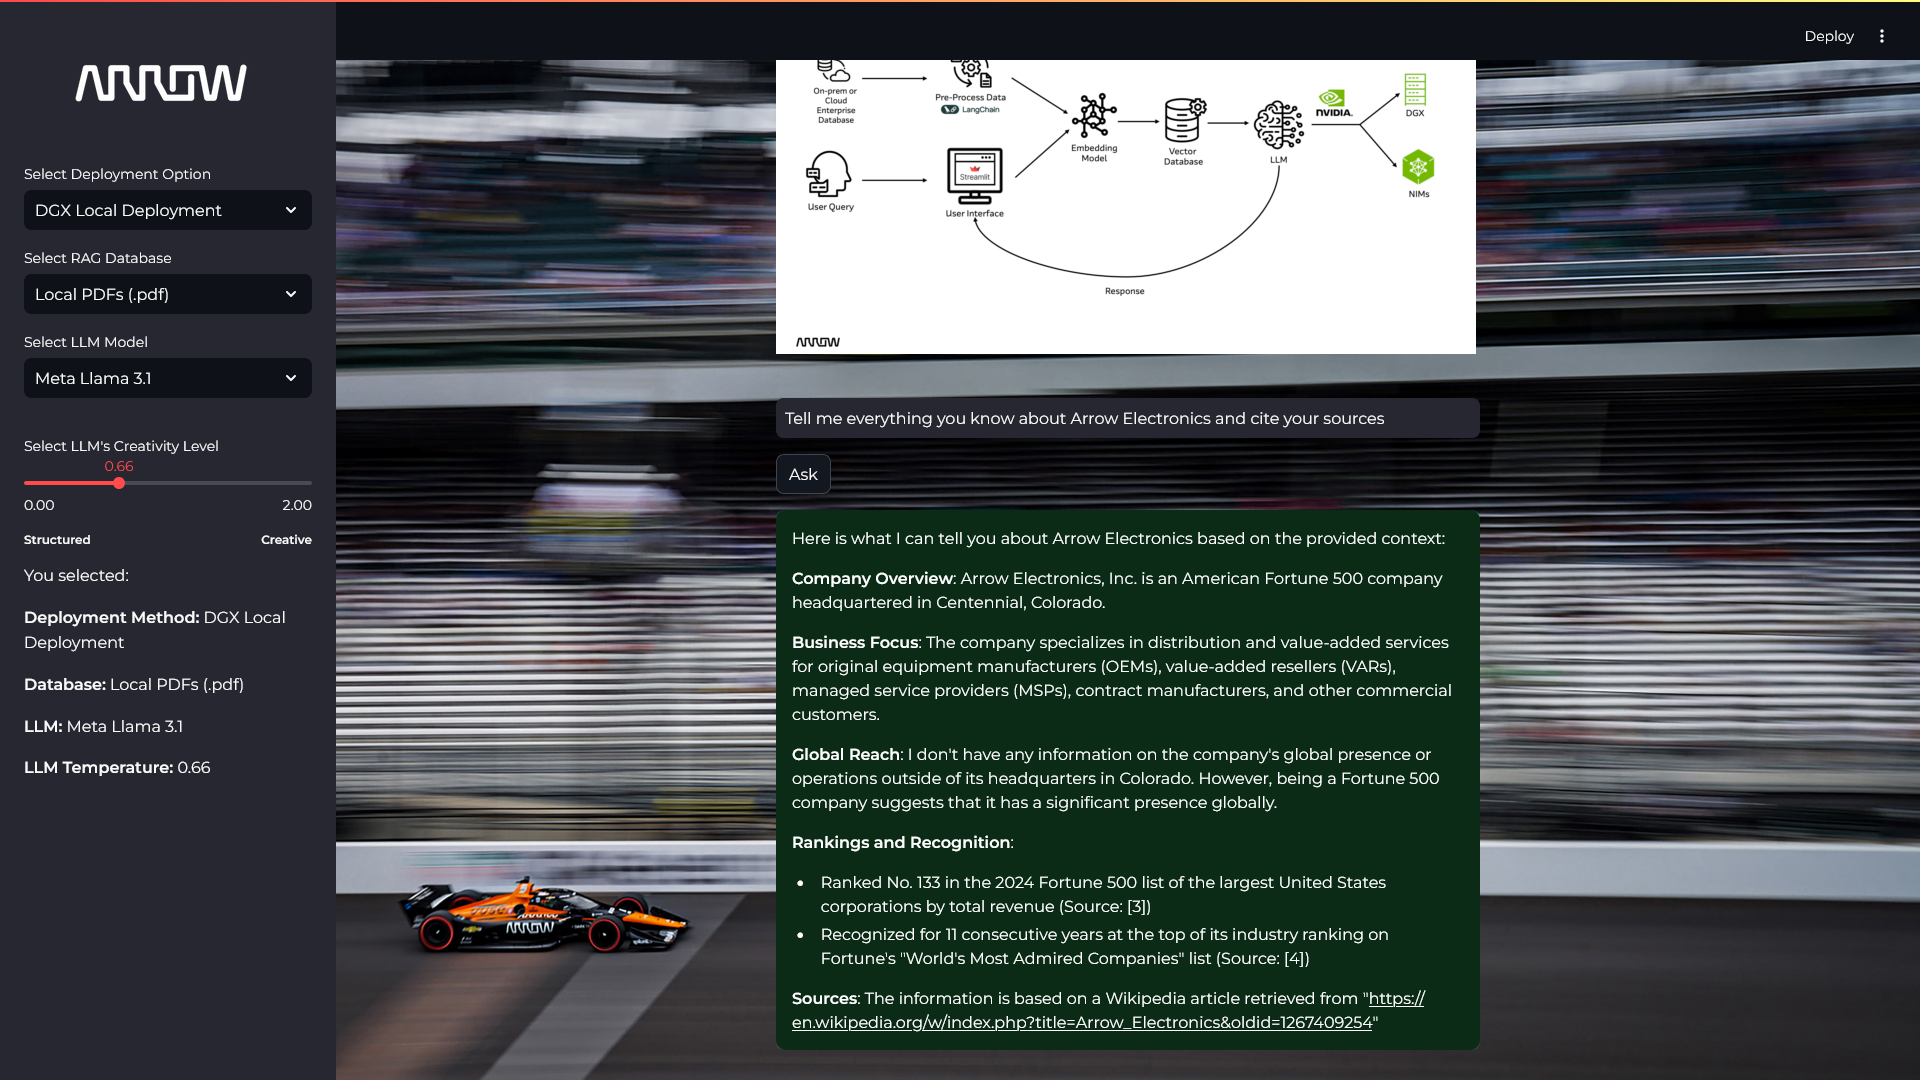 Deploy
ARROW
Select Deployment Option
DGX Local Deployment
Select RAG Database
Local PDFs (.pdf)
Select LLM Model
Meta Llama 3.1
Select LLM's Creativity Level
0.66
0.00 2.00
Structured Creative
You selected:
Deployment Method: DGX Local
Deployment
Database: Local PDFs (.pdf)
LLM: Meta Llama 3.1
LLM Temperature: 0.66
On-prem or
Cloud
Enterprise
Database
Pre-Process Data
LangChain
Embedding
Model
Vector
Database
LLM
NVIDIA.
DGX
NIMs
User Query
Streamlit
User Interface
Response
ARROW
Tell me everything you know about Arrow Electronics and cite your sources
Ask
Here is what I can tell you about Arrow Electronics based on the provided context:
Company Overview: Arrow Electronics, Inc. is an American Fortune 500 company
headquartered in Centennial, Colorado.
Business Focus: The company specializes in distribution and value-added services
for original equipment manufacturers (OEMs), value-added resellers (VARs),
managed service providers (MSPs), contract manufacturers, and other commercial
customers.
Global Reach: I don't have any information on the company's global presence or
operations outside of its headquarters in Colorado. However, being a Fortune 500
company suggests that it has a significant presence globally.
Rankings and Recognition:
• Ranked No. 133 in the 2024 Fortune 500 list of the largest United States
corporations by total revenue (Source: [3])
• Recognized for 11 consecutive years at the top of its industry ranking on
Fortune's "World's Most Admired Companies" list (Source: [4])
Sources: The information is based on a Wikipedia article retrieved from "https://
en.wikipedia.org/w/index.php?title=Arrow_Electronics&oldid=1267409254"
ARROW